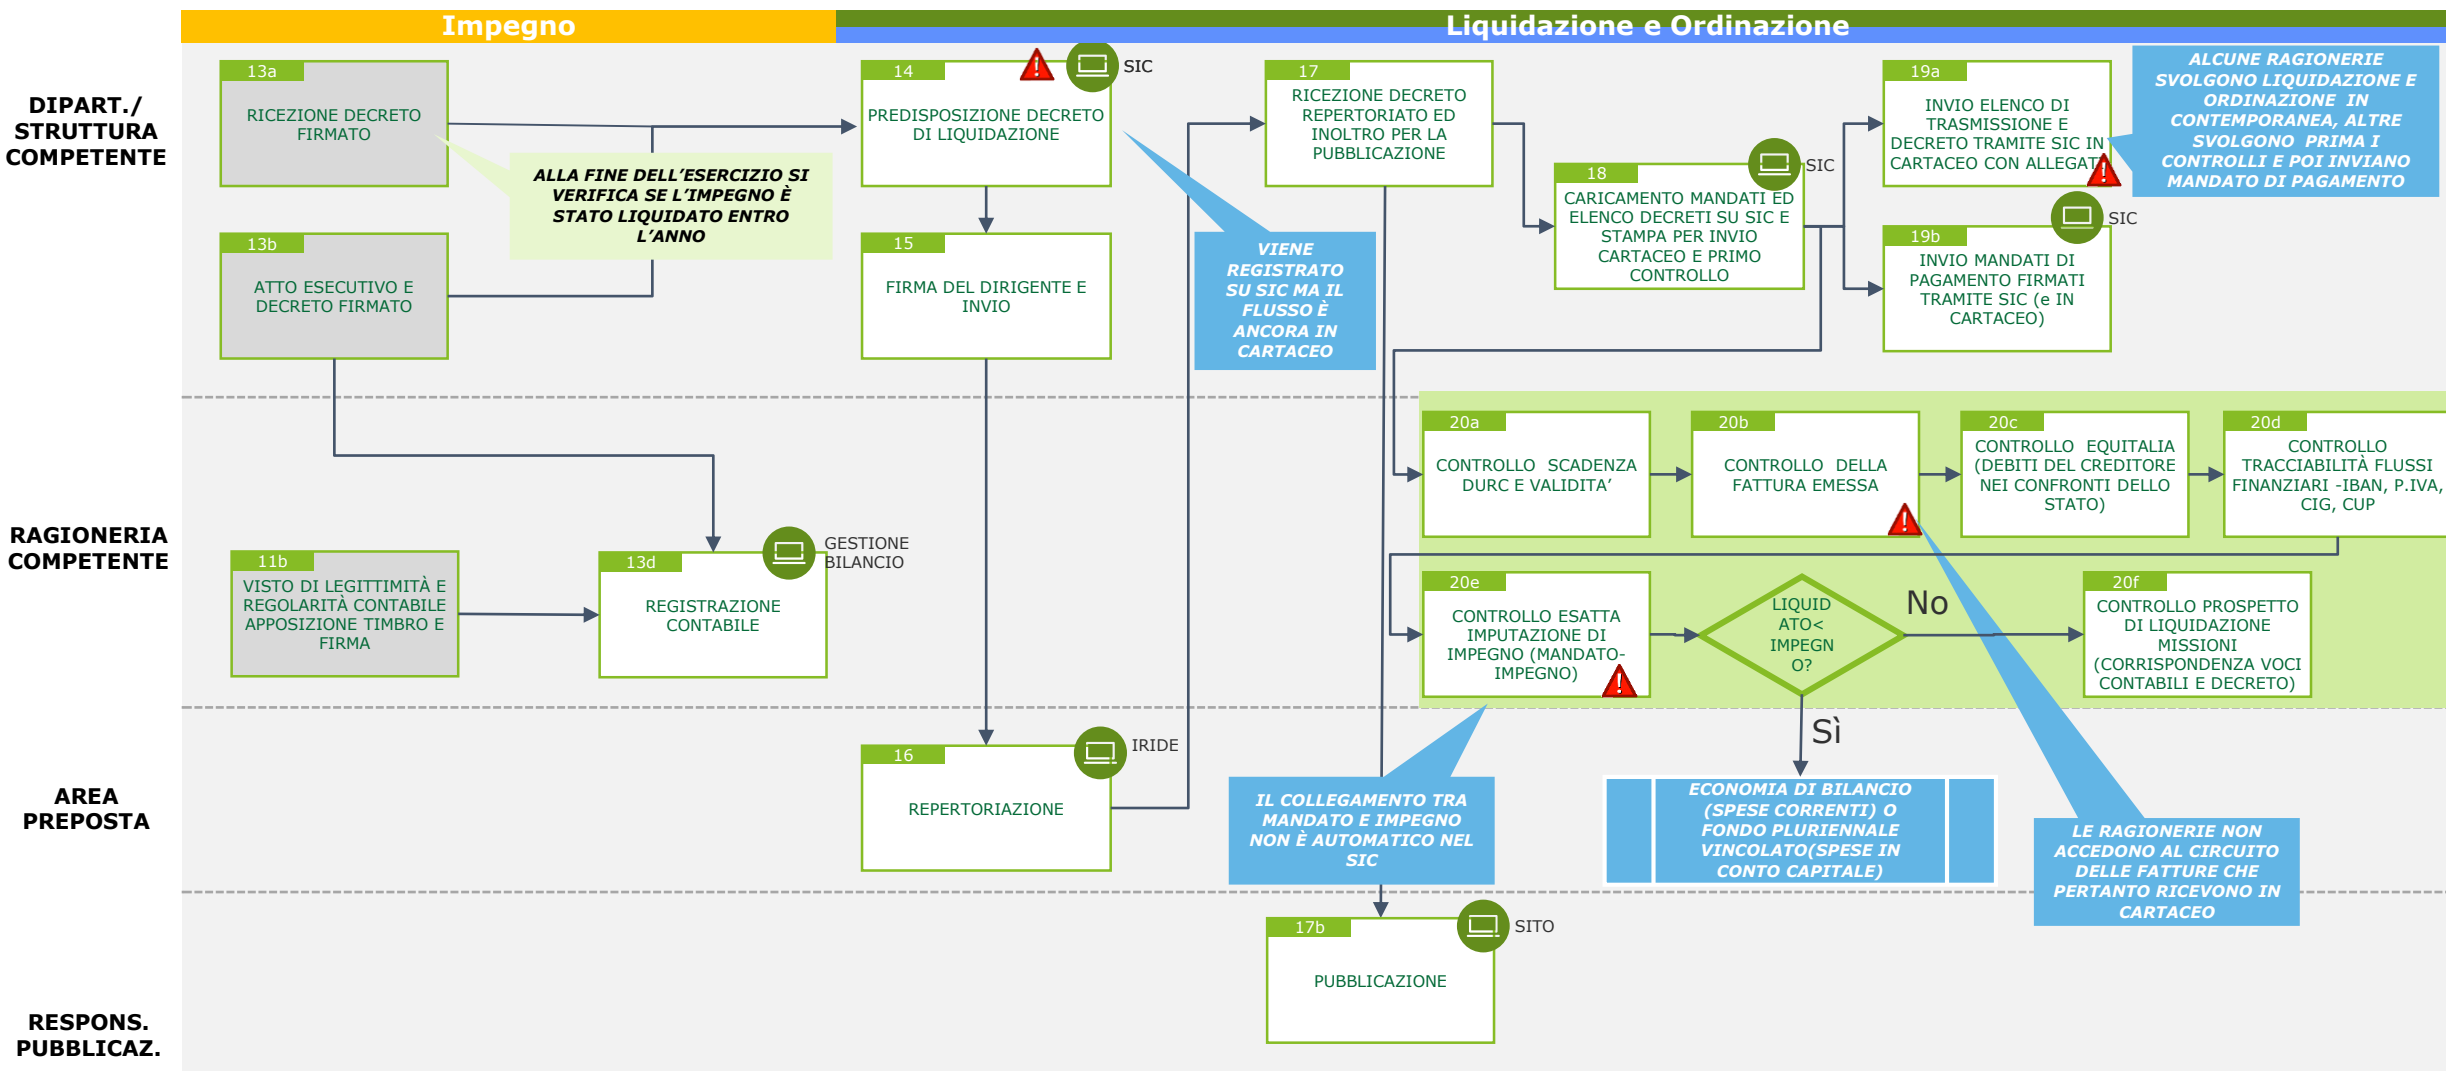 Impegno
Liquidazione e Ordinazione
DIPART./
STRUTTURA
COMPETENTE
13a
RICEZIONE DECRETO
FIRMATO
ALLA FINE DELL’ESERCIZIO SI
VERIFICA SE L’IMPEGNO È
STATO LIQUIDATO ENTRO
L’ANNO
13b
ATTO ESECUTIVO E
DECRETO FIRMATO
14
SIC
PREDISPOSIZIONE DECRETO
DI LIQUIDAZIONE
15
FIRMA DEL DIRIGENTE E
INVIO
VIENE
REGISTRATO
SU SIC MA IL
FLUSSO È
ANCORA IN
CARTACEO
17
RICEZIONE DECRETO
REPERTORIATO ED
INOLTRO PER LA
PUBBLICAZIONE
18
SIC
CARICAMENTO MANDATI ED
ELENCO DECRETI SU SIC E
STAMPA PER INVIO
CARTACEO E PRIMO
CONTROLLO
19a
INVIO ELENCO DI
TRASMISSIONE E
DECRETO TRAMITE SIC IN
CARTACEO CON ALLEGATI
ALCUNE RAGIONERIE
SVOLGONO LIQUIDAZIONE E
ORDINAZIONE IN
CONTEMPORANEA, ALTRE
SVOLGONO PRIMA I
CONTROLLI E POI INVIANO
MANDATO DI PAGAMENTO
19b
SIC
INVIO MANDATI DI
PAGAMENTO FIRMATI
TRAMITE SIC (e IN
CARTACEO)
RAGIONERIA
COMPETENTE
11b
VISTO DI LEGITTIMITÀ E
REGOLARITÀ CONTABILE
APPOSIZIONE TIMBRO E
FIRMA
13d
GESTIONE
BILANCIO
REGISTRAZIONE
CONTABILE
20a
CONTROLLO SCADENZA
DURC E VALIDITA’
20b
CONTROLLO DELLA
FATTURA EMESSA
20c
CONTROLLO EQUITALIA
(DEBITI DEL CREDITORE
NEI CONFRONTI DELLO
STATO)
20d
CONTROLLO
TRACCIABILITÀ FLUSSI
FINANZIARI -IBAN, P.IVA,
CIG, CUP
20e
CONTROLLO ESATTA
IMPUTAZIONE DI
IMPEGNO (MANDATO-
IMPEGNO)
LIQUID
ATO<
IMPEGN
O?
No
Sì
20f
CONTROLLO PROSPETTO
DI LIQUIDAZIONE
MISSIONI
(CORRISPONDENZA VOCI
CONTABILI E DECRETO)
AREA
PREPOSTA
16
IRIDE
REPERTORIAZIONE
IL COLLEGAMENTO TRA
MANDATO E IMPEGNO
NON È AUTOMATICO NEL
SIC
ECONOMIA DI BILANCIO
(SPESE CORRENTI) O
FONDO PLURIENNALE
VINCOLATO(SPESE IN
CONTO CAPITALE)
LE RAGIONERIE NON
ACCEDONO AL CIRCUITO
DELLE FATTURE CHE
PERTANTO RICEVONO IN
CARTACEO
RESPONS.
PUBBLICAZ.
17b
SITO
PUBBLICAZIONE